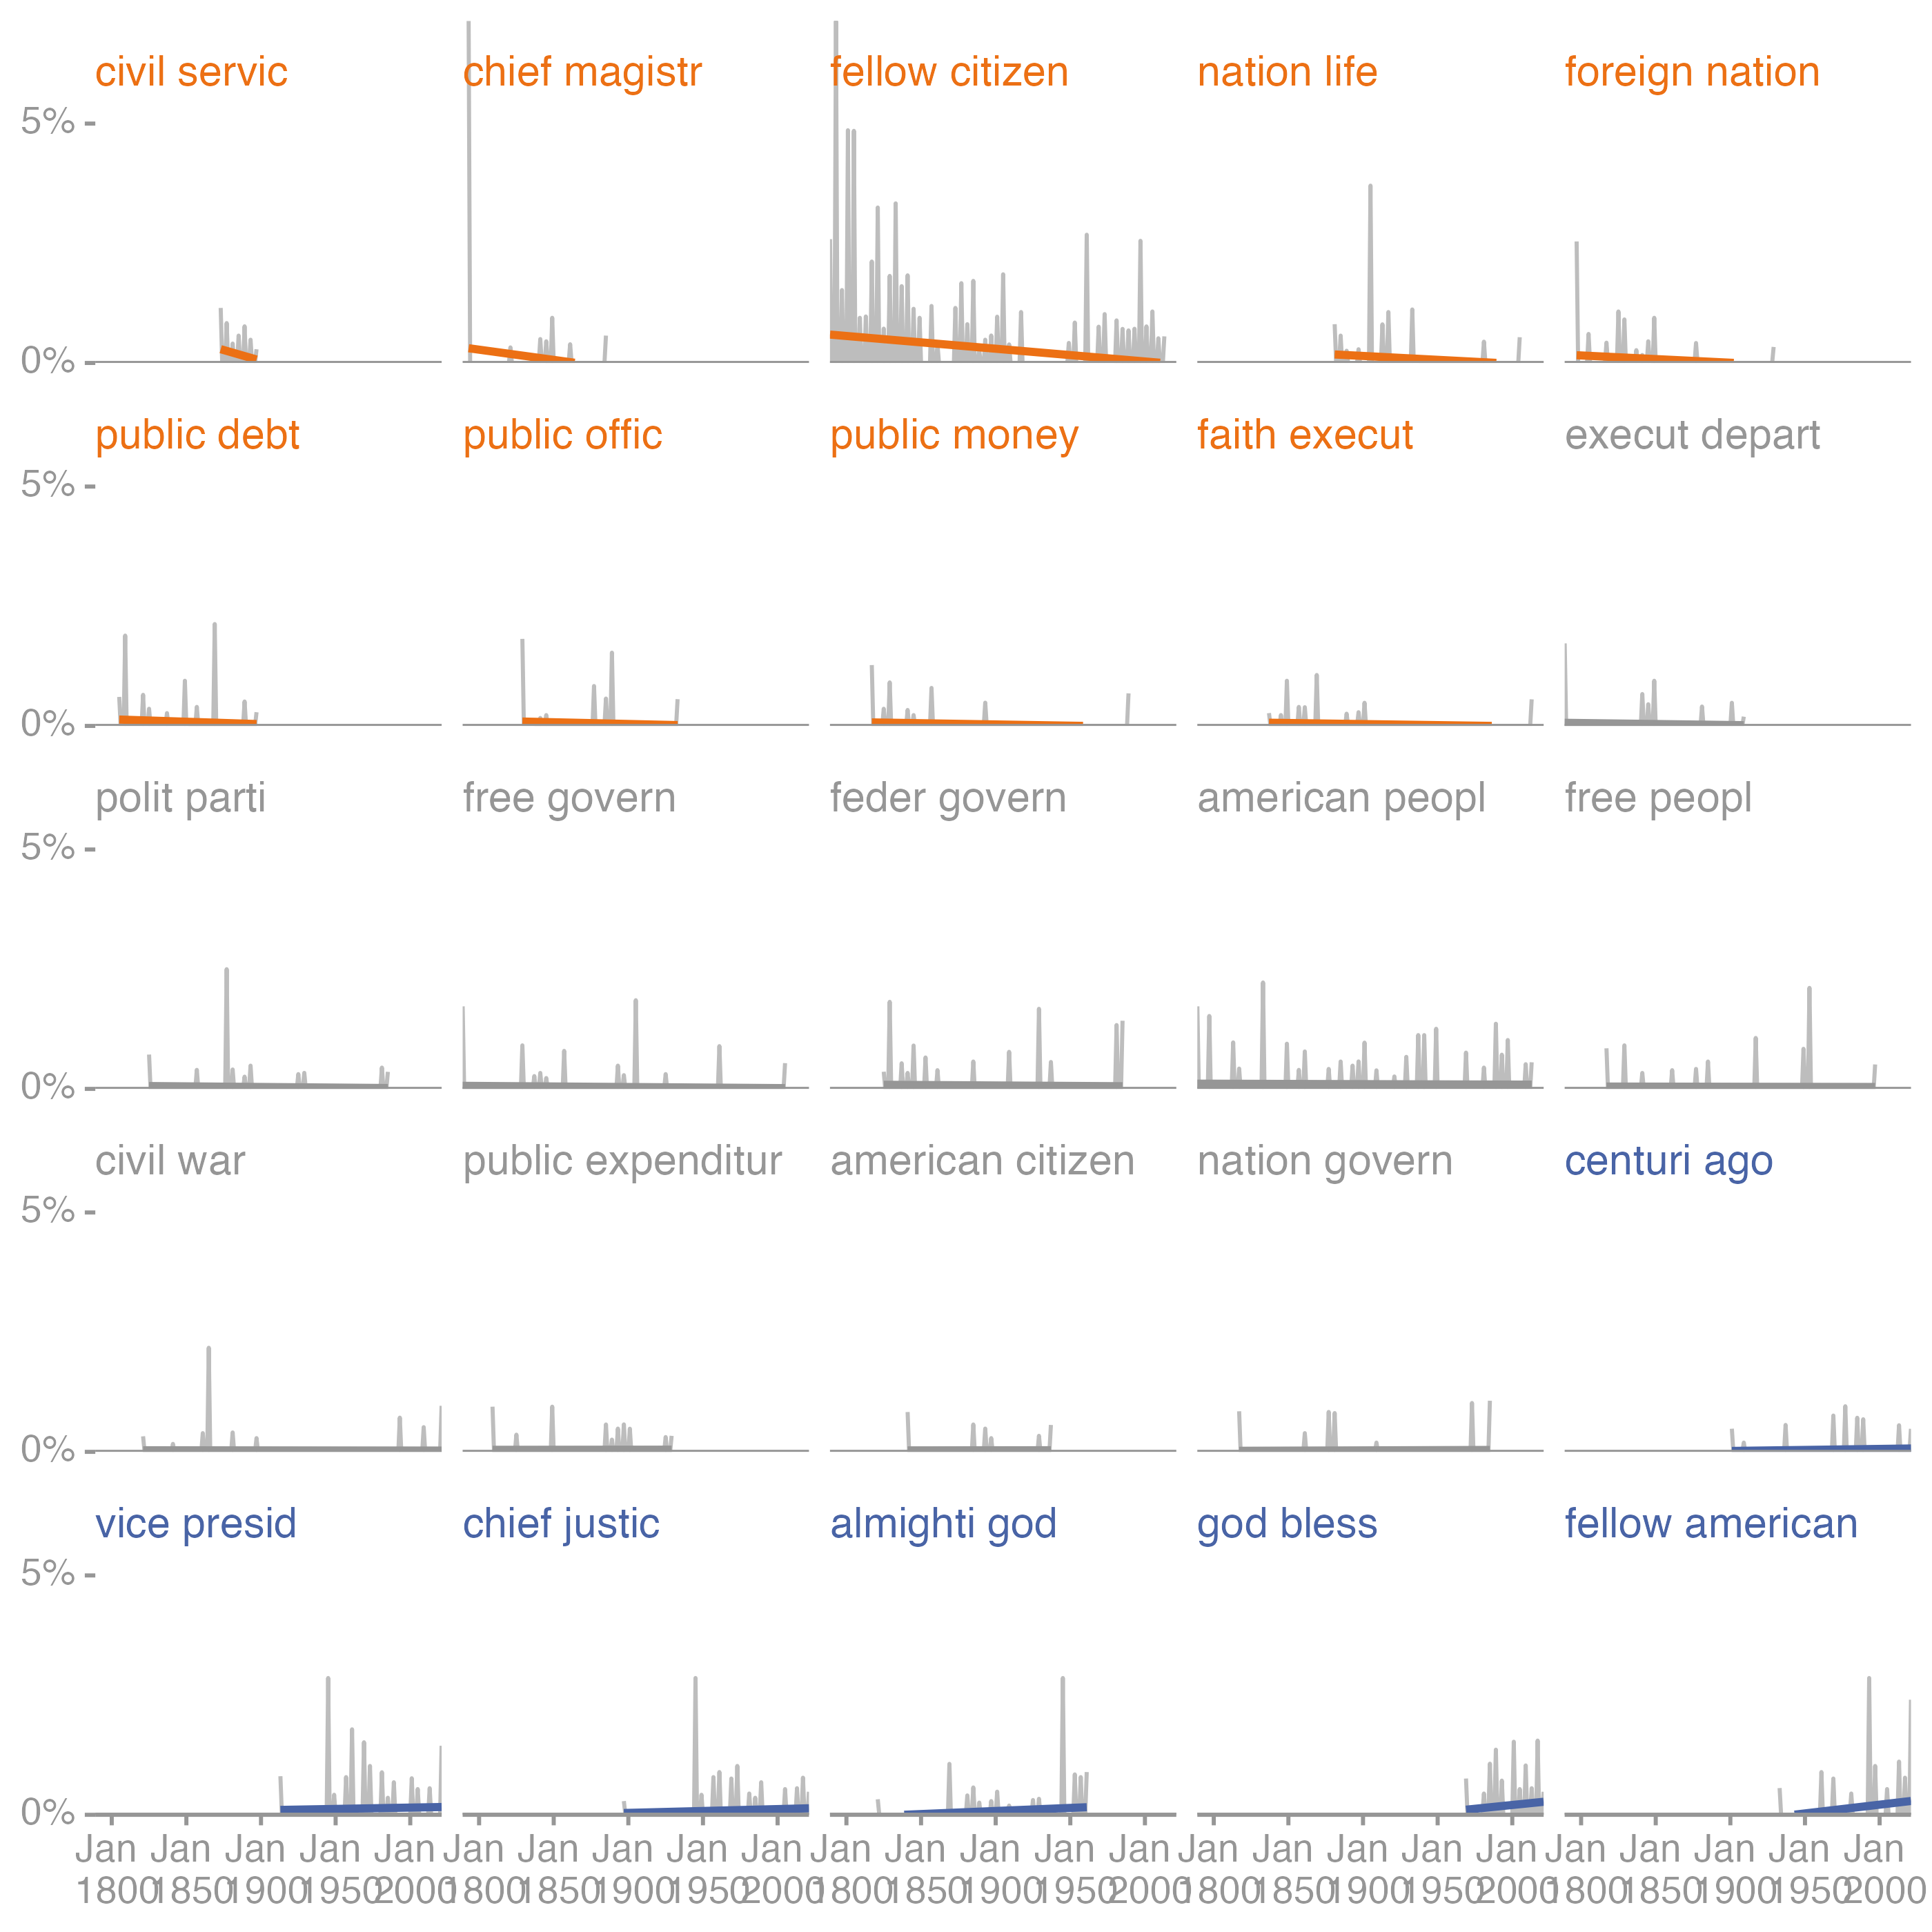 civil servic chief magistr fellow citizen nation life foreign nation
5%
0%
public debt public offic public money faith execut execut depart
5%
0%
polit parti free govern feder govern american peopl free peopl
5%
0%
civil war public expenditur american citizen nation govern centuri ago
5%
0%
vice presid chief justic almighti god god bless fellow american
5%
0%
Jan Jan Jan Jan Jan Jan Jan Jan Jan Jan Jan Jan Jan Jan Jan Jan Jan Jan Jan Jan Jan Jan Jan Jan Jan
1800 1850 1900 1950 2000 1800 1850 1900 1950 2000 1800 1850 1900 1950 2000 1800 1850 1900 1950 2000 1800 1850 1900 1950 2000